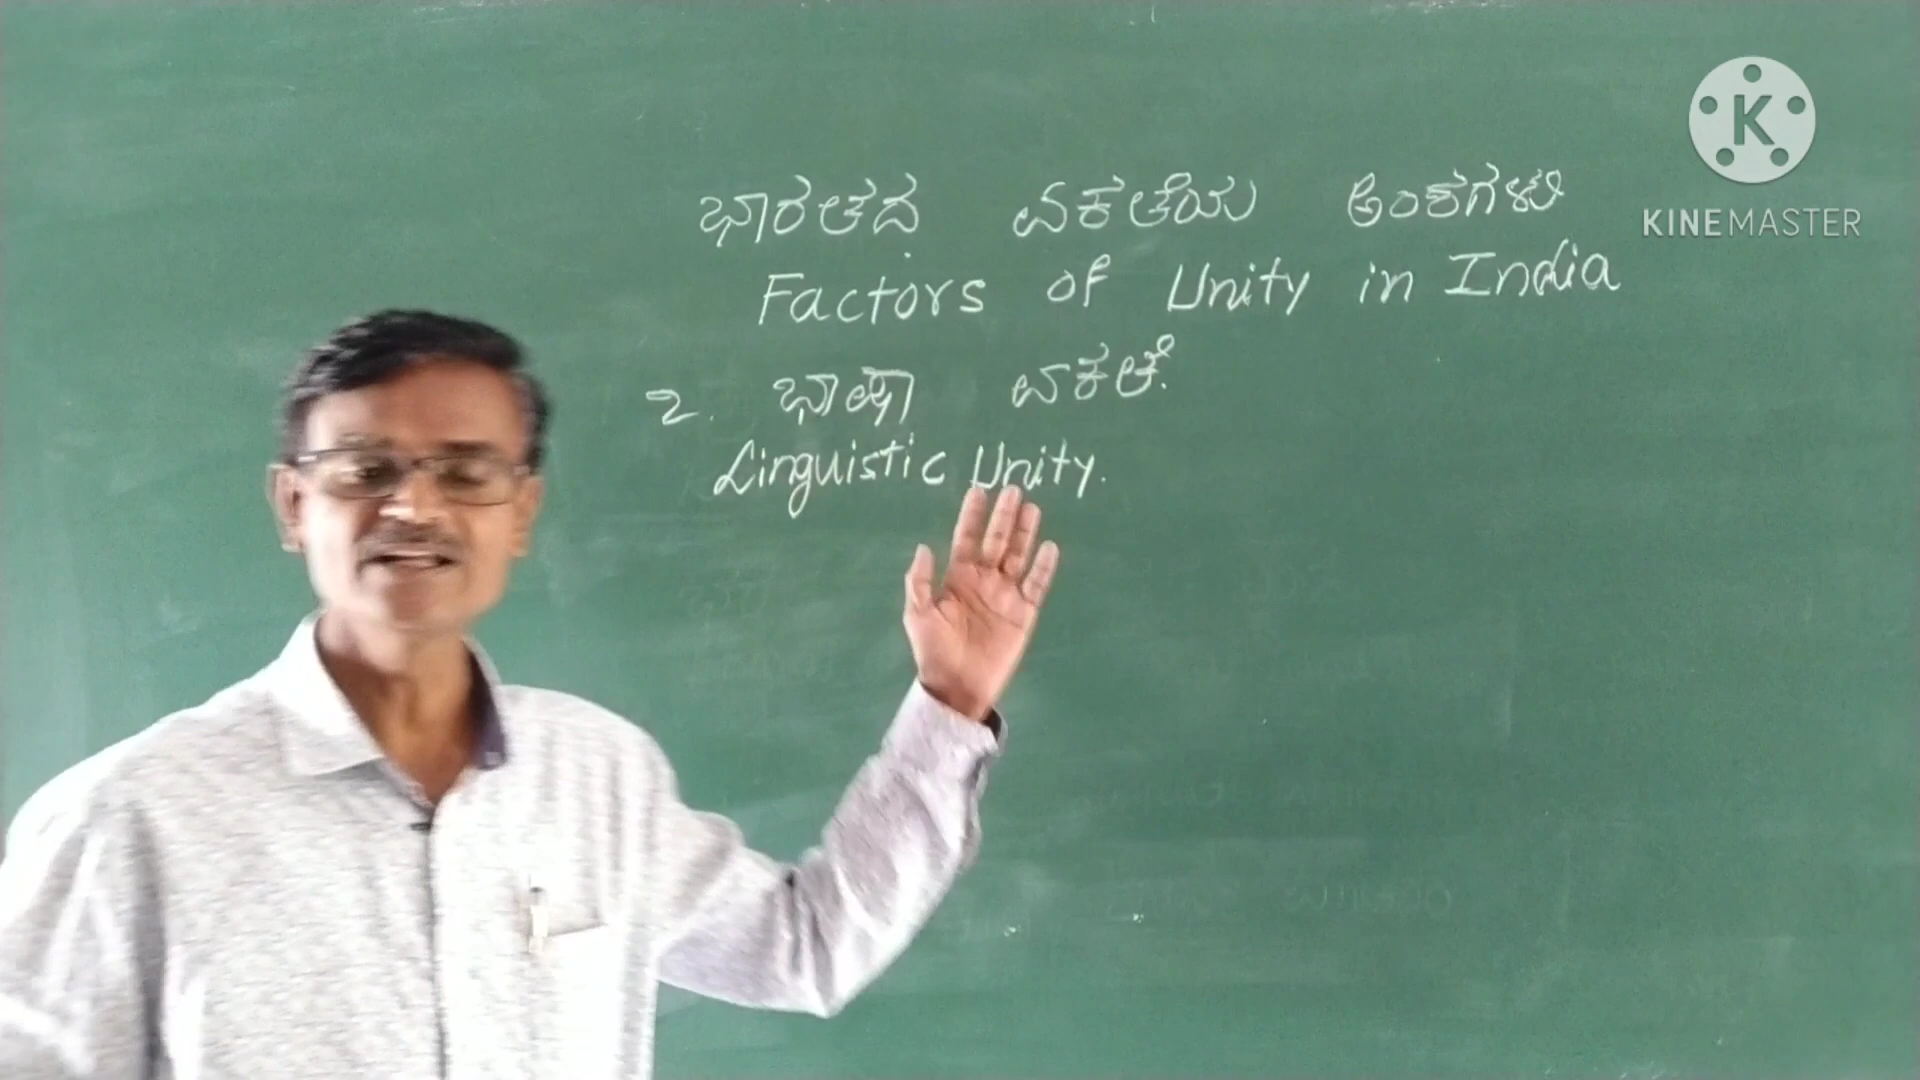 ಭಾರತದ ಏಕತೆಯ ಅಂಶಗಳು
Factors of Unity in India
2. ಭಾಷಾ ಏಕತೆ.
Linguistic Unity.
K
KINEMASTER